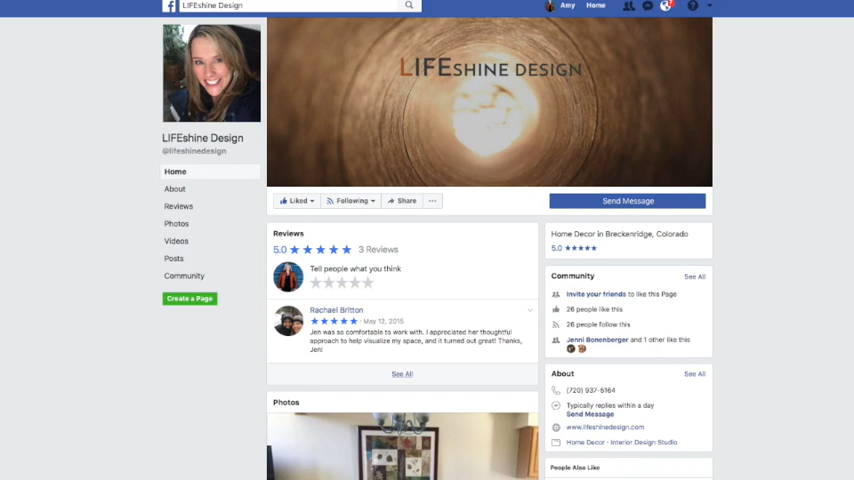 LIFEshine Design
Amy Home
LIFESHINE DESIGN
LIFEshine Design
@lifeshinedesign
Home
About
Reviews
Photos
Videos
Posts
Community
Create a Page
Liked
Following
Share
Send Message
Reviews
5.0 3 Reviews
Tell people what you think
Rachael Britton
May 12, 2015
Jen was so comfortable to work with. I appreciated her thoughtful
approach to help visualize my space, and it turned out great! Thanks,
Jen!
See All
Photos
Home Decor in Breckenridge, Colorado
5.0
Community See All
Invite your friends to like this Page
26 people like this
26 people follow this
Jenni Bonenberger and 1 other like this
About See All
(720) 937-5164
Typically replies within a day
Send Message
www.lifeshinedesign.com
Home Decor · Interior Design Studio
People Also Like